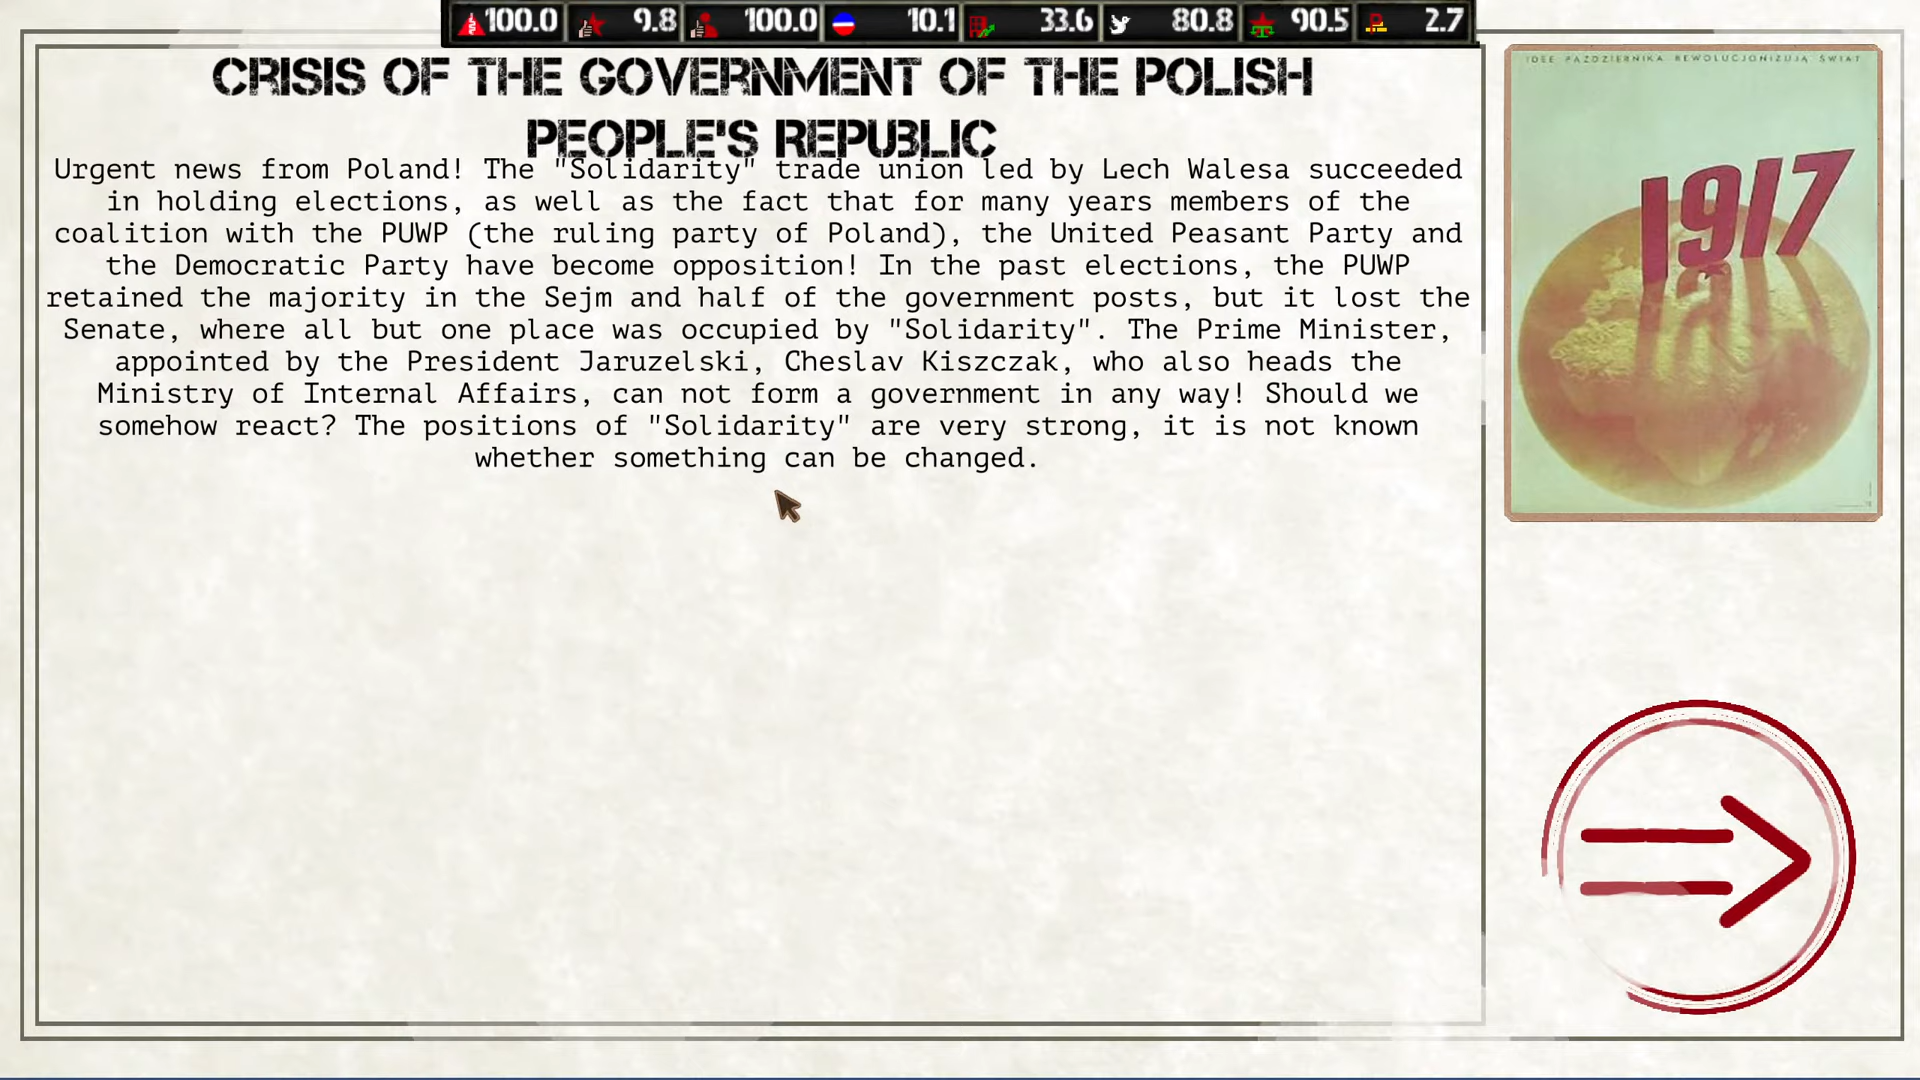 100.0 9.8 100.0 10.1 33.6 80.8 90.5 2.7
CRISIS OF THE GOVERNMENT OF THE POLISH
PEOPLE'S REPUBLIC
Urgent news from Poland! The "Solidarity" trade union led by Lech Walesa succeeded
in holding elections, as well as the fact that for many years members of the
coalition with the PUWP (the ruling party of Poland), the United Peasant Party and
the Democratic Party have become opposition! In the past elections, the PUWP
retained the majority in the Sejm and half of the government posts, but it lost the
Senate, where all but one place was occupied by "Solidarity". The Prime Minister,
appointed by the President Jaruzelski, Cheslav Kiszczak, who also heads the
Ministry of Internal Affairs, can not form a government in any way! Should we
somehow react? The positions of "Solidarity" are very strong, it is not known
whether something can be changed.
IDEE PAŹDZIERNIKA REWOLUCJONIZUJĄ ŚWIAT
1917